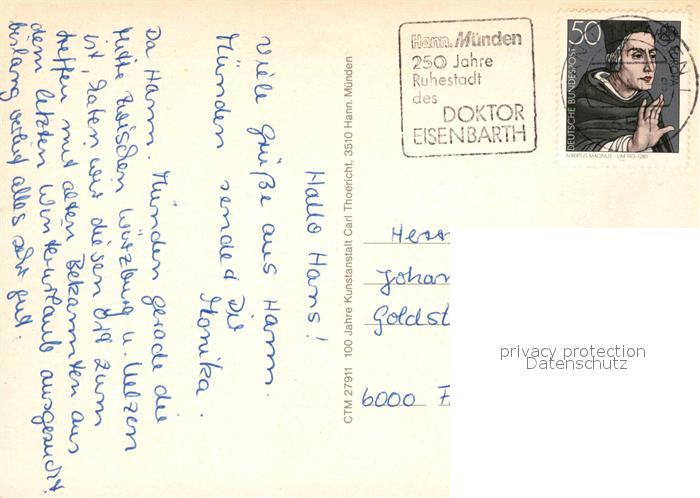 Hallo Hans!
Viele Grüße aus Hann.
Münden sendet Dir
Monika.
Da Hann. Münden gerade die
Mitte zwischen Würzburg u. Uelzen
ist, haben wir diesen Ort zum
treffen mit alten Bekannten aus
dem letzten Winterurlaub ausgesucht.
bislang verlief alles sehr gut.
CTM 27911 100 Jahre Kunstanstalt Carl Thoericht, 3510 Hann. Münden
Hann. Münden
250 Jahre
Ruhestadt
des
DOKTOR
EISENBARTH
50
DEUTSCHE BUNDESPOST
ALBERTUS MAGNUS · UM 1193-1280
Herr
Johan
Goldst
6000
privacy protection
Datenschutz